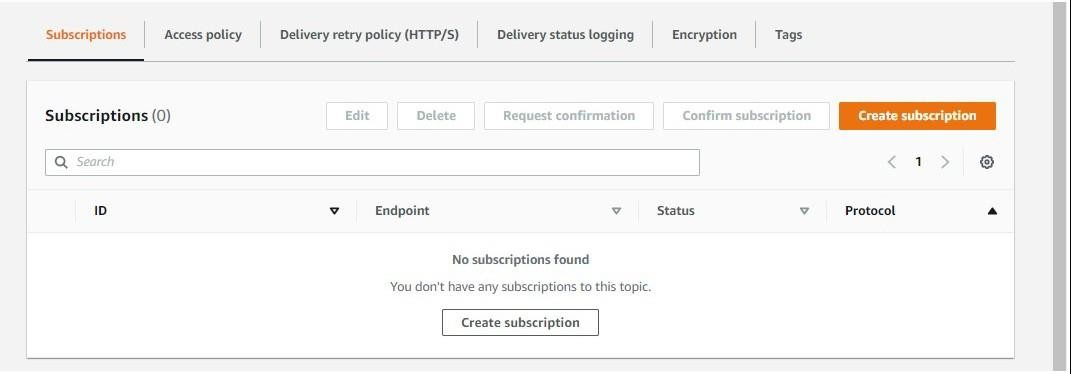 Subscriptions Access policy Delivery retry policy (HTTP/S) Delivery status logging Encryption Tags
Subscriptions (0) Edit Delete Request confirmation Confirm subscription Create subscription
Search 1
ID Endpoint Status Protocol
No subscriptions found
You don't have any subscriptions to this topic.
Create subscription